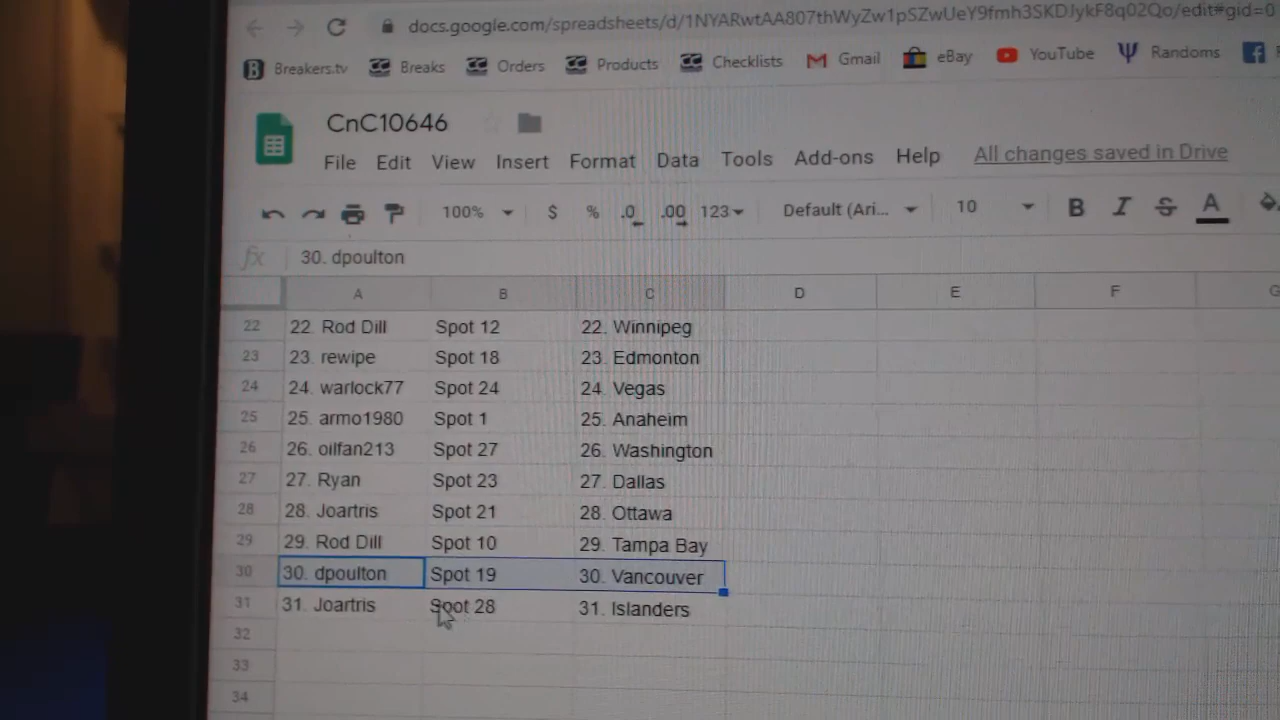 docs.google.com/spreadsheets/d/1NYARwtAA807thWyZw1pSZwUeY9fmh3SKDJykF8q02Qo/edit#gid=0
Breakers.tv Breaks Orders Products Checklists Gmail eBay YouTube Randoms
CnC10646
File Edit View Insert Format Data Tools Add-ons Help All changes saved in Drive
100% $ % .0 .00 123 Default (Ari... 10 B I S A
fx 30. dpoulton
A B C D E F G
22 22. Rod Dill Spot 12 22. Winnipeg
23 23. rewipe Spot 18 23. Edmonton
24 24. warlock77 Spot 24 24. Vegas
25 25. armo1980 Spot 1 25. Anaheim
26 26. oilfan213 Spot 27 26. Washington
27 27. Ryan Spot 23 27. Dallas
28 28. Joartris Spot 21 28. Ottawa
29 29. Rod Dill Spot 10 29. Tampa Bay
30 30. dpoulton Spot 19 30. Vancouver
31 31. Joartris Spot 28 31. Islanders
32
33
34